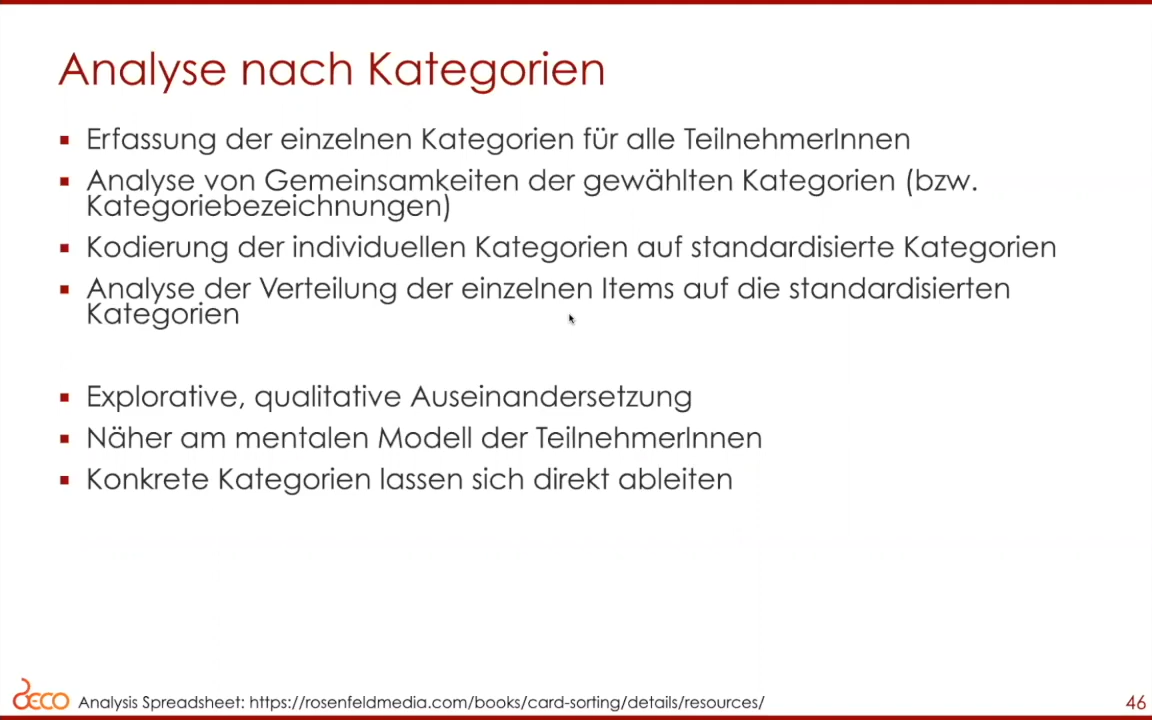 Analyse nach Kategorien
Erfassung der einzelnen Kategorien für alle TeilnehmerInnen
Analyse von Gemeinsamkeiten der gewählten Kategorien (bzw.
Kategoriebezeichnungen)
Kodierung der individuellen Kategorien auf standardisierte Kategorien
Analyse der Verteilung der einzelnen Items auf die standardisierten
Kategorien
Explorative, qualitative Auseinandersetzung
Näher am mentalen Modell der TeilnehmerInnen
Konkrete Kategorien lassen sich direkt ableiten
DECO Analysis Spreadsheet: https://rosenfeldmedia.com/books/card-sorting/details/resources/
46